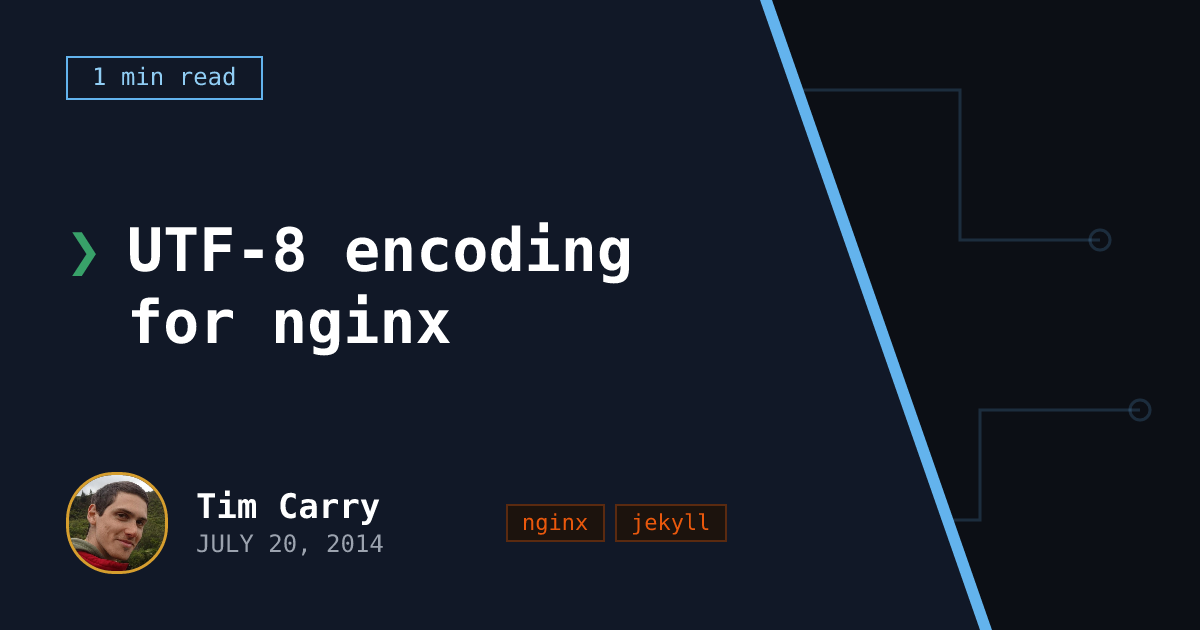 1 min read
❯ UTF-8 encoding
for nginx
Tim Carry
JULY 20, 2014
nginx
jekyll